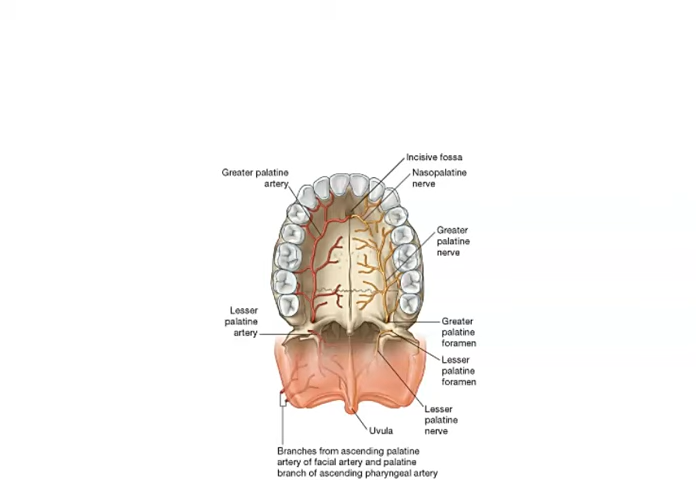 Incisive fossa
Greater palatine
artery
Nasopalatine
nerve
Greater
palatine
nerve
Lesser
palatine
artery
Greater
palatine
foramen
Lesser
palatine
foramen
Lesser
palatine
nerve
Uvula
Branches from ascending palatine
artery of facial artery and palatine
branch of ascending pharyngeal artery